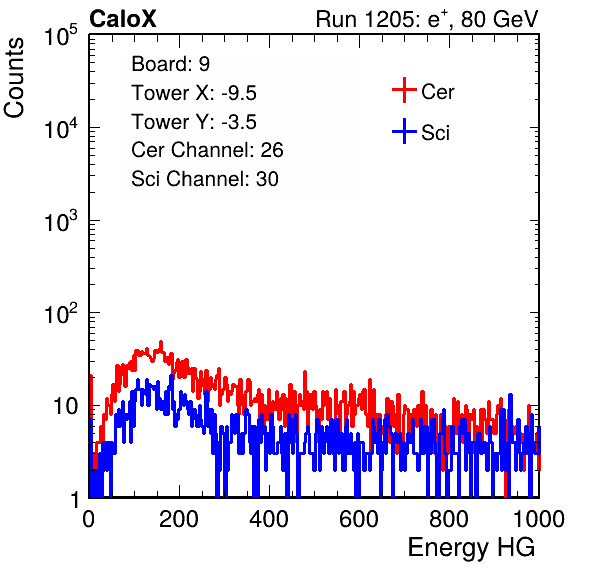 CaloX Run 1205: e⁺, 80 GeV
Counts
Board: 9
Tower X: -9.5
Tower Y: -3.5
Cer Channel: 26
Sci Channel: 30
Cer
Sci
10⁵
10⁴
10³
10²
10
1
0 200 400 600 800 1000
Energy HG